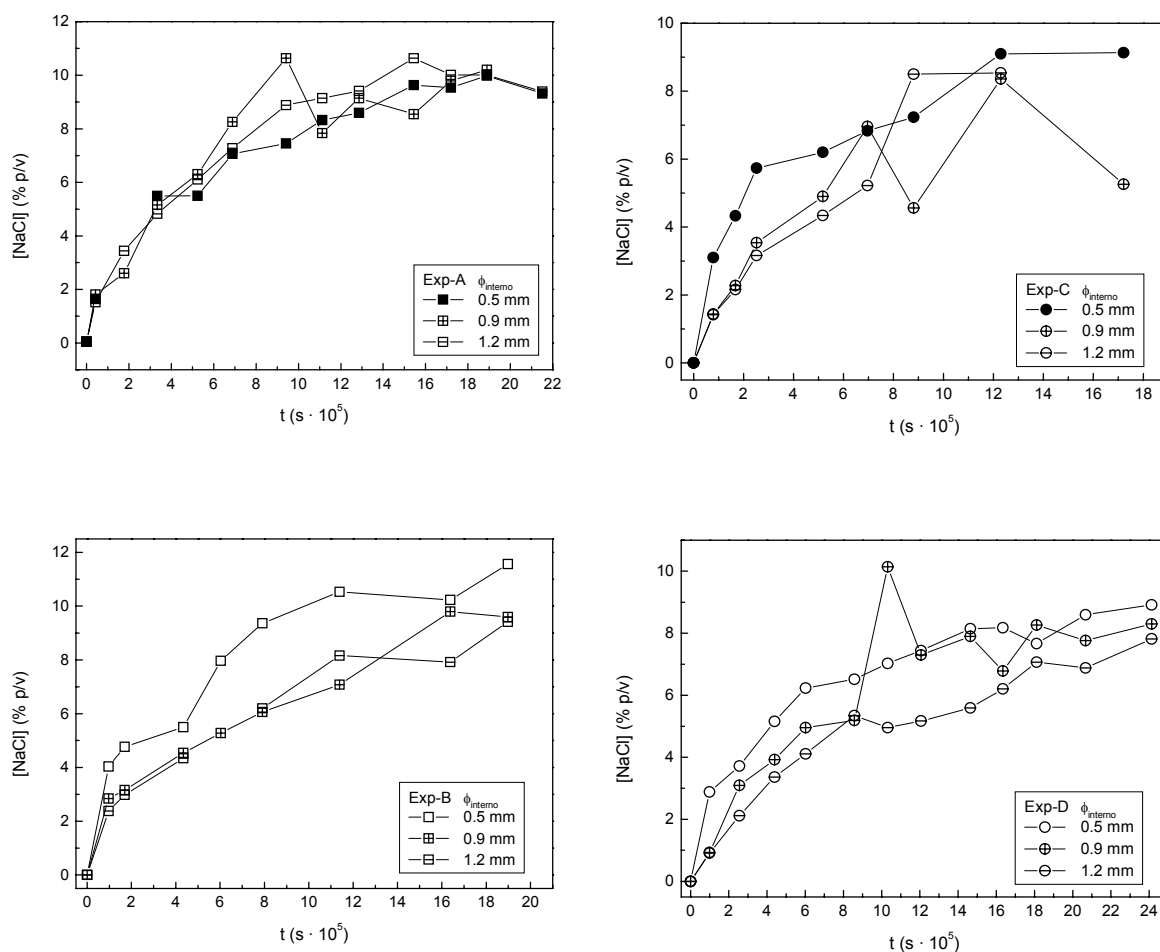 12
10
8
6
4
2
0
[NaCl] (% p/v)
Exp-A ϕinterno
0.5 mm
0.9 mm
1.2 mm
0 2 4 6 8 10 12 14 16 18 20 22
t (s · 10⁵)
10
8
6
4
2
0
[NaCl] (% p/v)
Exp-C ϕinterno
0.5 mm
0.9 mm
1.2 mm
0 2 4 6 8 10 12 14 16 18
t (s · 10⁵)
12
10
8
6
4
2
0
[NaCl] (% p/v)
Exp-B ϕinterno
0.5 mm
0.9 mm
1.2 mm
0 2 4 6 8 10 12 14 16 18 20
t (s · 10⁵)
10
8
6
4
2
0
[NaCl] (% p/v)
Exp-D ϕinterno
0.5 mm
0.9 mm
1.2 mm
0 2 4 6 8 10 12 14 16 18 20 22 24
t (s · 10⁵)